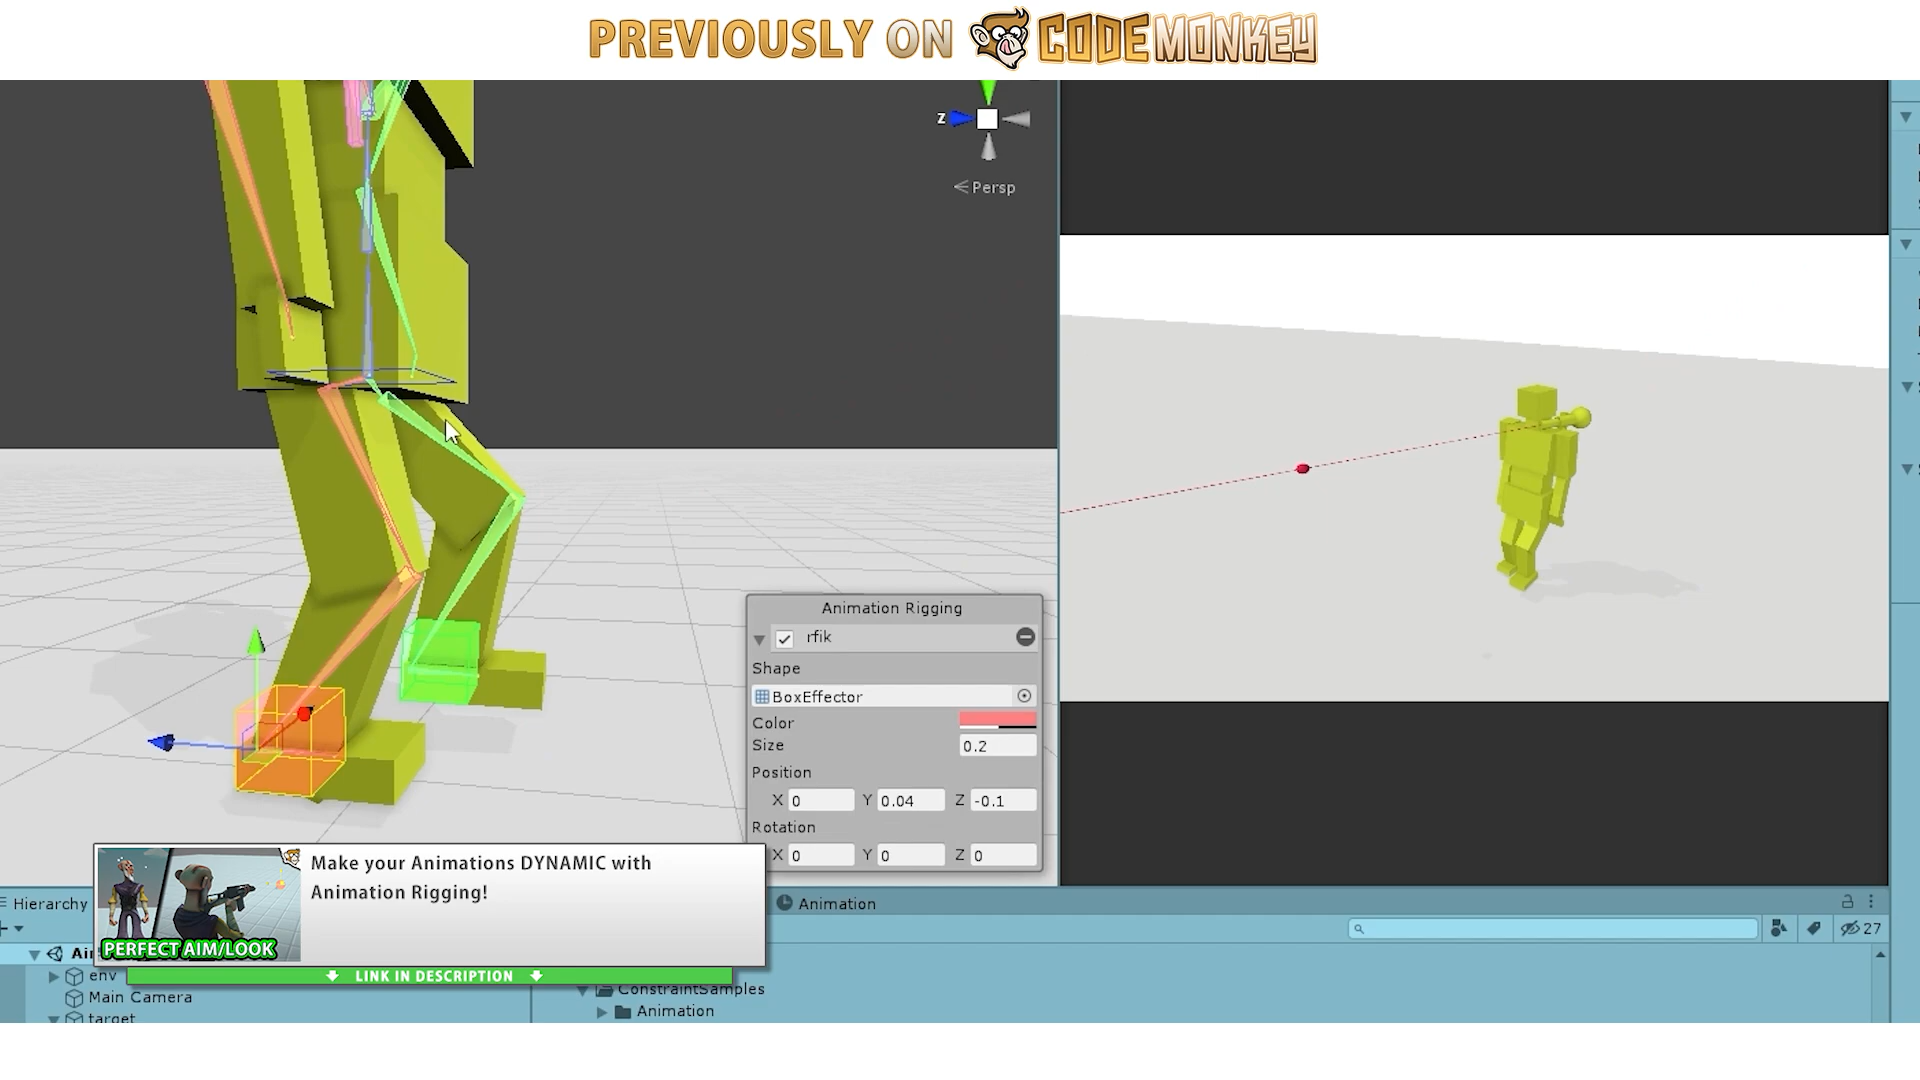 PREVIOUSLY ON CODEMONKEY
Z
Persp
Animation Rigging
rfik
Shape
BoxEffector
Color
Size
0.2
Position
X 0 Y 0.04 Z -0.1
Rotation
X 0 Y 0 Z 0
Make your Animations DYNAMIC with
Animation Rigging!
PERFECT AIM/LOOK
LINK IN DESCRIPTION
Hierarchy
Animation
27
env
Main Camera
target
ConstraintSamples
Animation